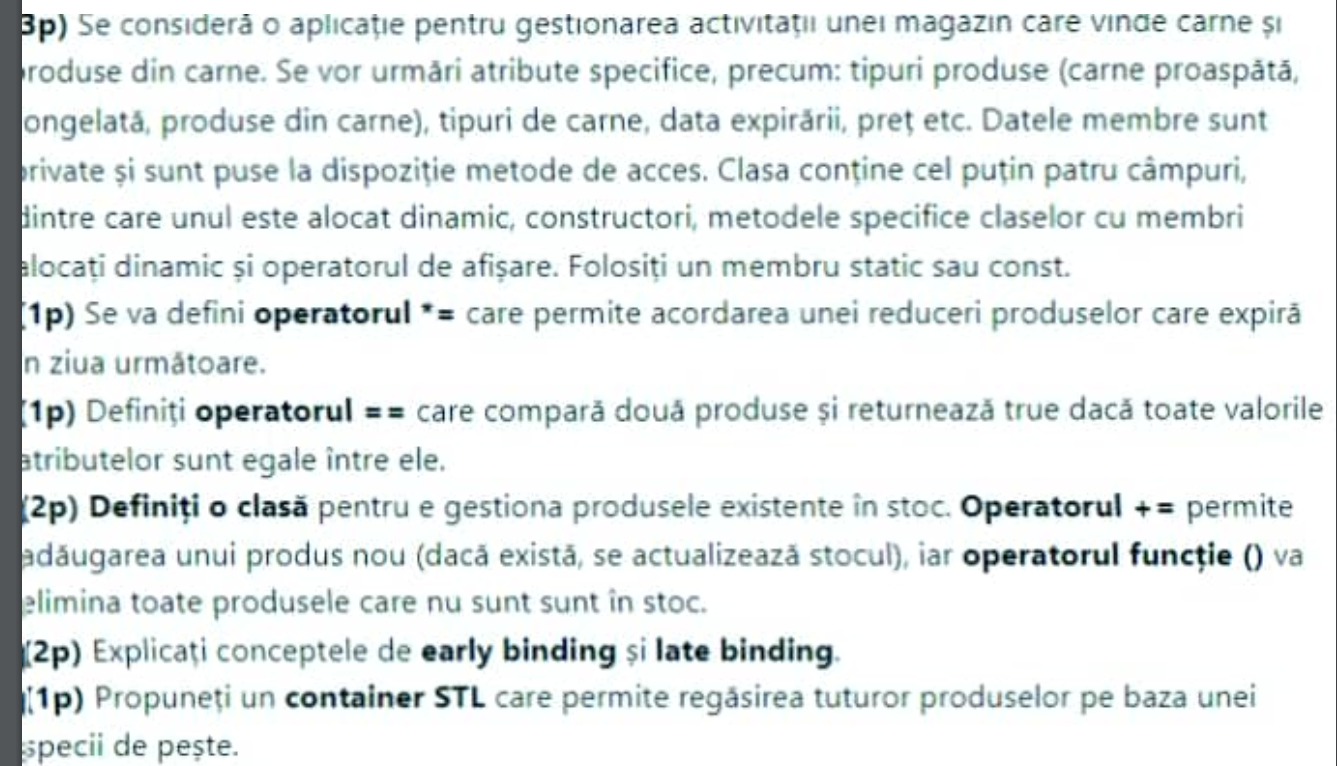 3p) Se consideră o aplicație pentru gestionarea activității unei magazin care vinde carne și
roduse din carne. Se vor urmări atribute specifice, precum: tipuri produse (carne proaspătă,
ongelată, produse din carne), tipuri de carne, data expirării, preț etc. Datele membre sunt
rivate și sunt puse la dispoziție metode de acces. Clasa conține cel puțin patru câmpuri,
dintre care unul este alocat dinamic, constructori, metodele specifice claselor cu membri
alocați dinamic și operatorul de afișare. Folosiți un membru static sau const.
(1p) Se va defini operatorul *= care permite acordarea unei reduceri produselor care expiră
n ziua următoare.
(1p) Definiți operatorul == care compară două produse și returnează true dacă toate valorile
atributelor sunt egale între ele.
(2p) Definiți o clasă pentru e gestiona produsele existente în stoc. Operatorul += permite
adăugarea unui produs nou (dacă există, se actualizează stocul), iar operatorul funcție () va
elimina toate produsele care nu sunt sunt în stoc.
(2p) Explicați conceptele de early binding și late binding.
(1p) Propuneți un container STL care permite regăsirea tuturor produselor pe baza unei
specii de pește.